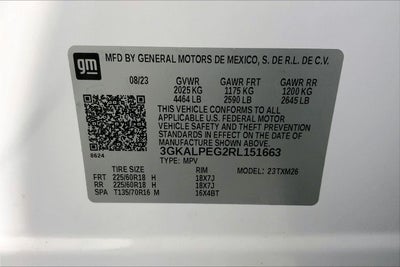 gm
MFD BY GENERAL MOTORS DE MEXICO, S. DE R.L. DE C.V.
08/23 GVWR GAWR FRT GAWR RR
2025 KG 1175 KG 1200 KG
4464 LB 2590 LB 2645 LB
THIS VEHICLE CONFORMS TO ALL
APPLICABLE U.S. FEDERAL MOTOR
VEHICLE SAFETY AND THEFT
PREVENTION STANDARDS IN EFFECT
ON THE DATE OF MANUFACTURE
SHOWN ABOVE.
3GKALPEG2RL151663
8624 TYPE: MPV
TIRE SIZE RIM MODEL: 23TXM26
FRT 225/60R18 H 18X7J
RR 225/60R18 H 18X7J
SPA T135/70R16 M 16X4BT